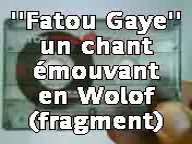 "Fatou Gaye"
un chant
émouvant
en Wolof
(fragment)